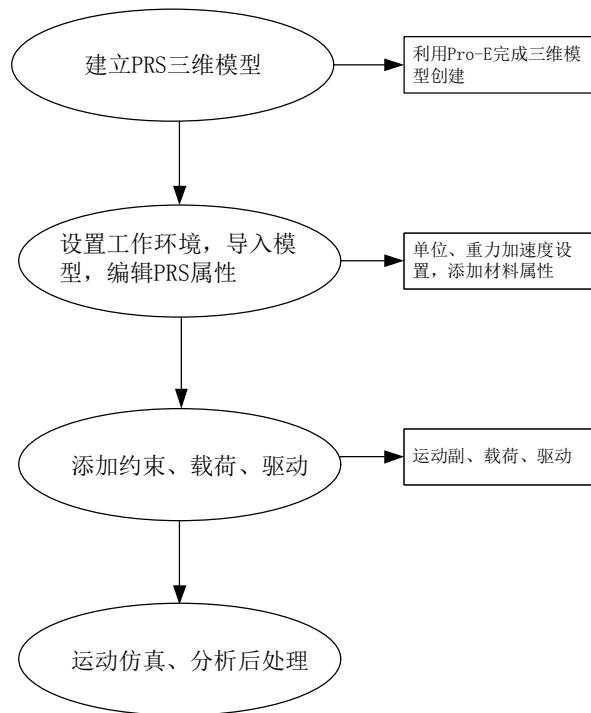 建立PRS三维模型
利用Pro-E完成三维模
型创建
设置工作环境，导入模
型，编辑PRS属性
单位、重力加速度设
置，添加材料属性
添加约束、载荷、驱动
运动副、载荷、驱动
运动仿真、分析后处理